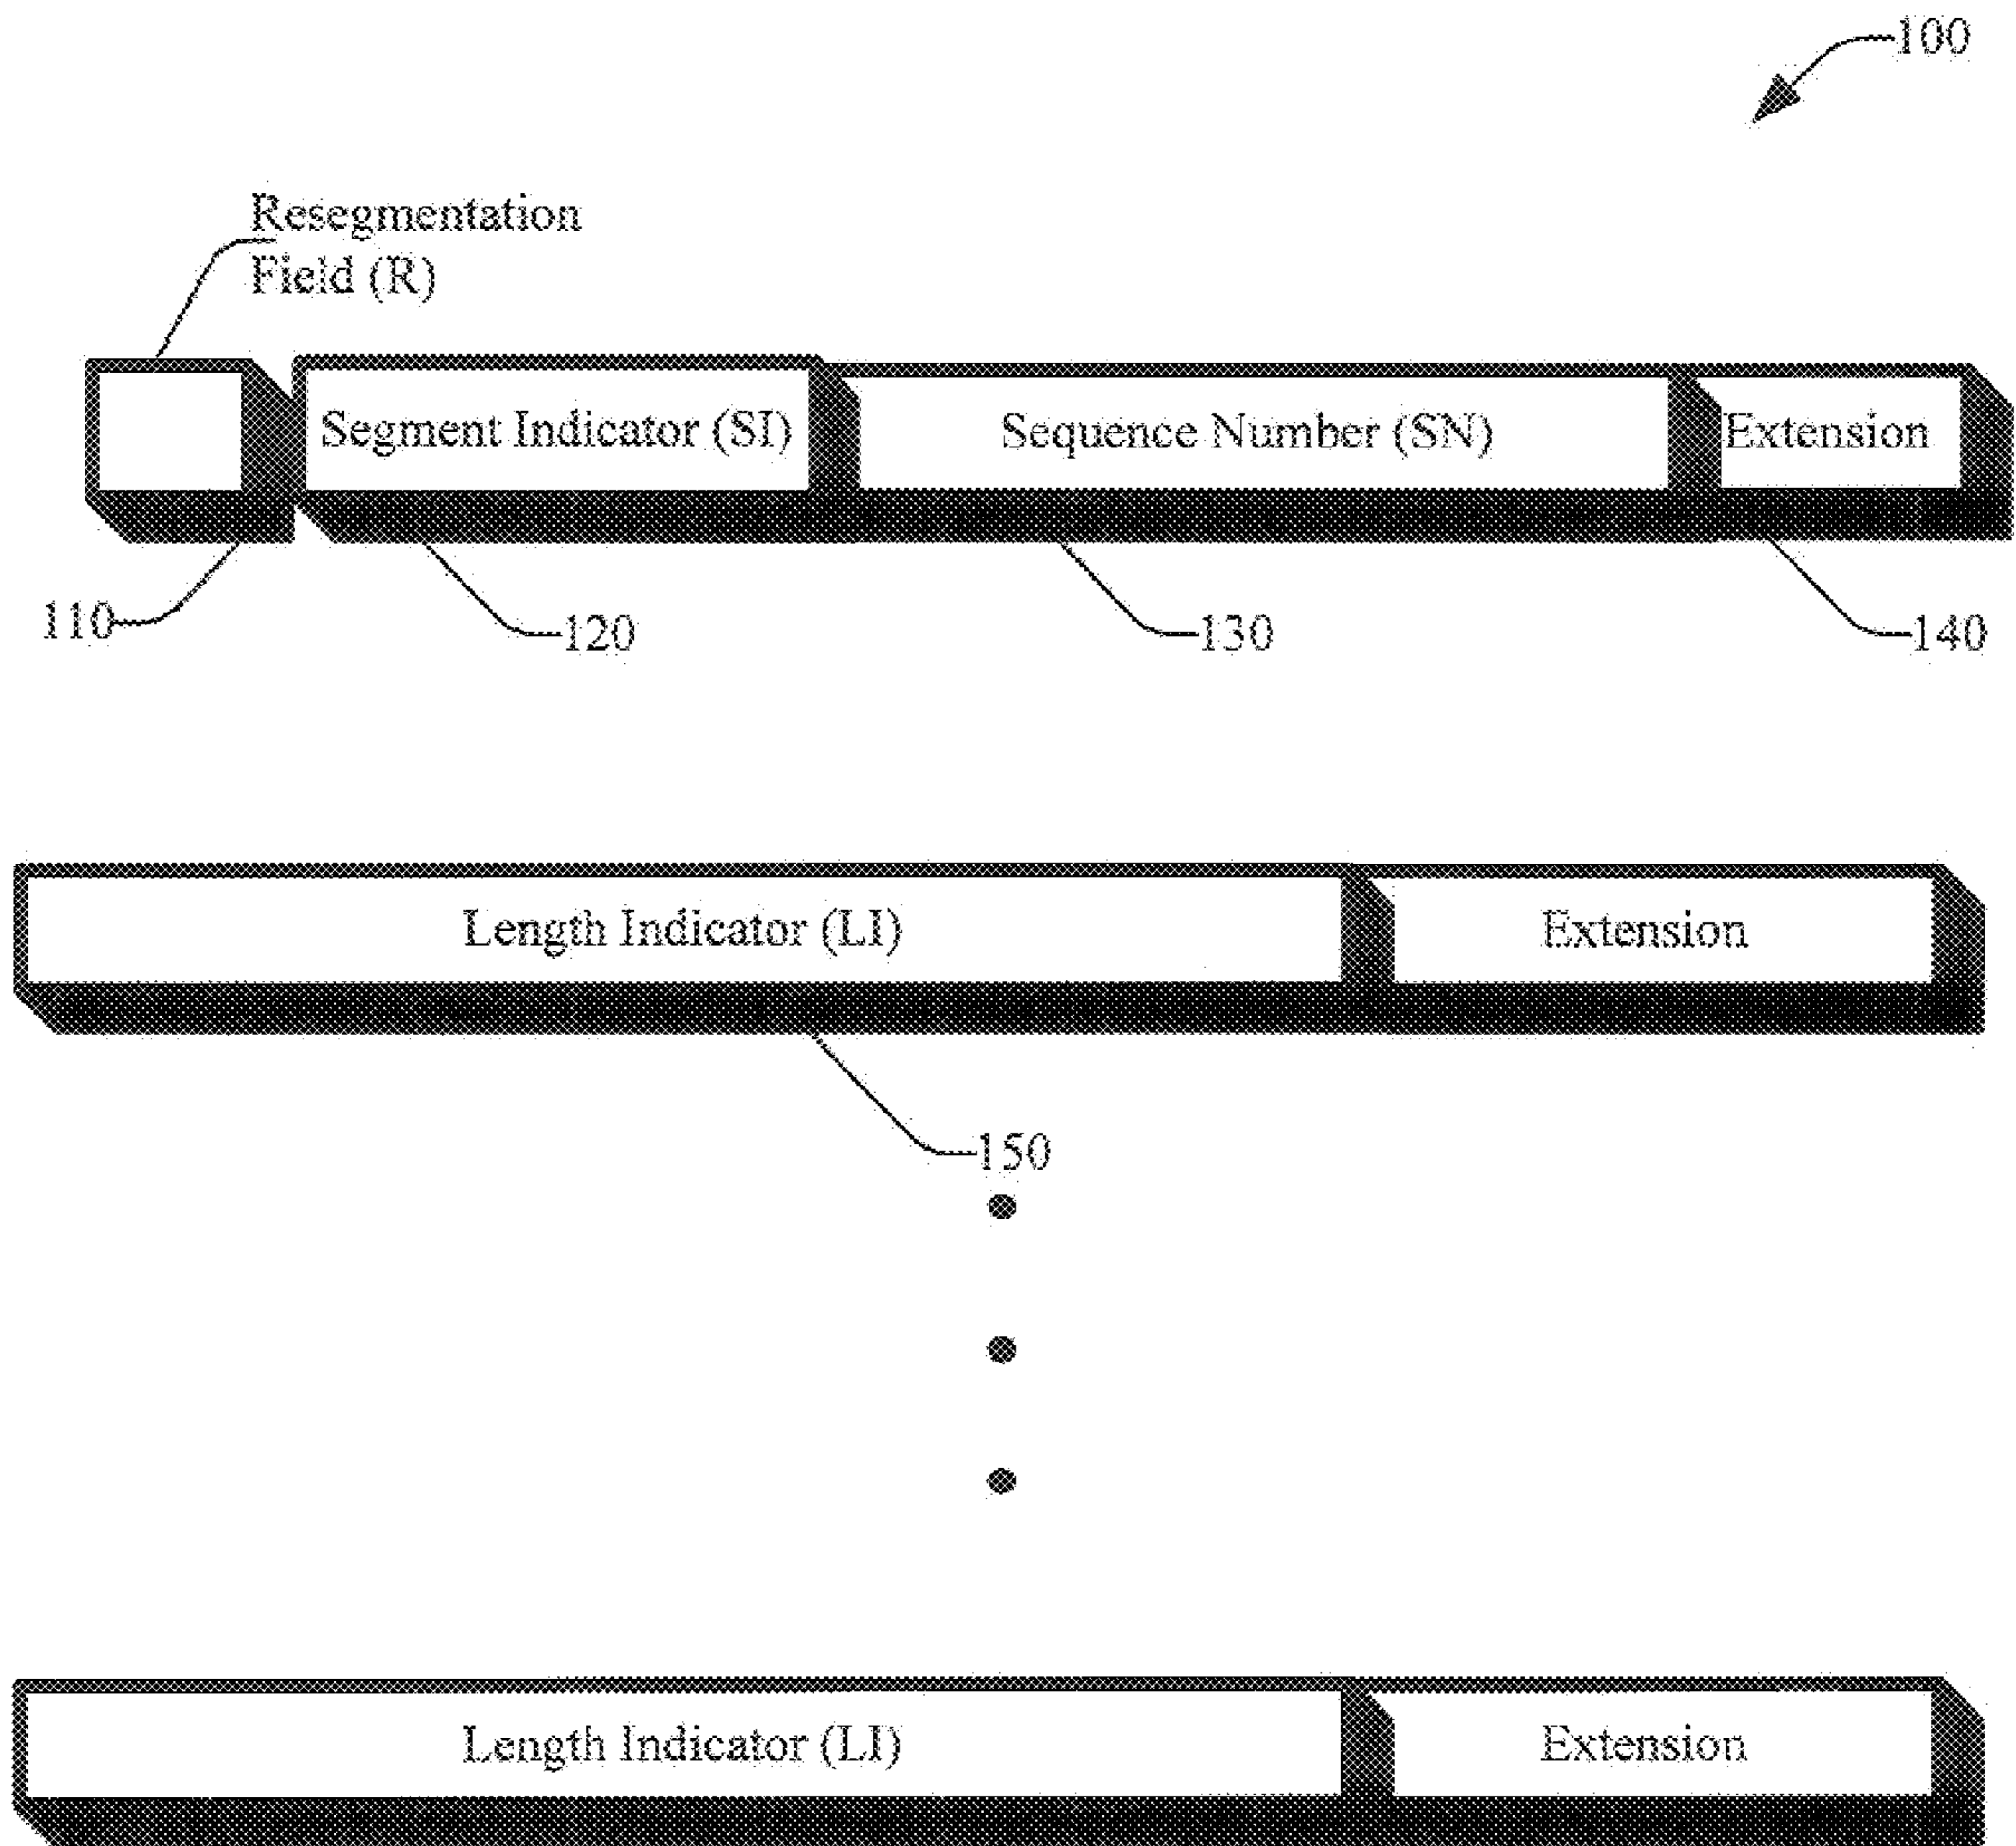 100
Resegmentation
Field (R)
Segment Indicator (SI)
Sequence Number (SN)
Extension
110
120
130
140
Length Indicator (LI)
Extension
150
Length Indicator (LI)
Extension